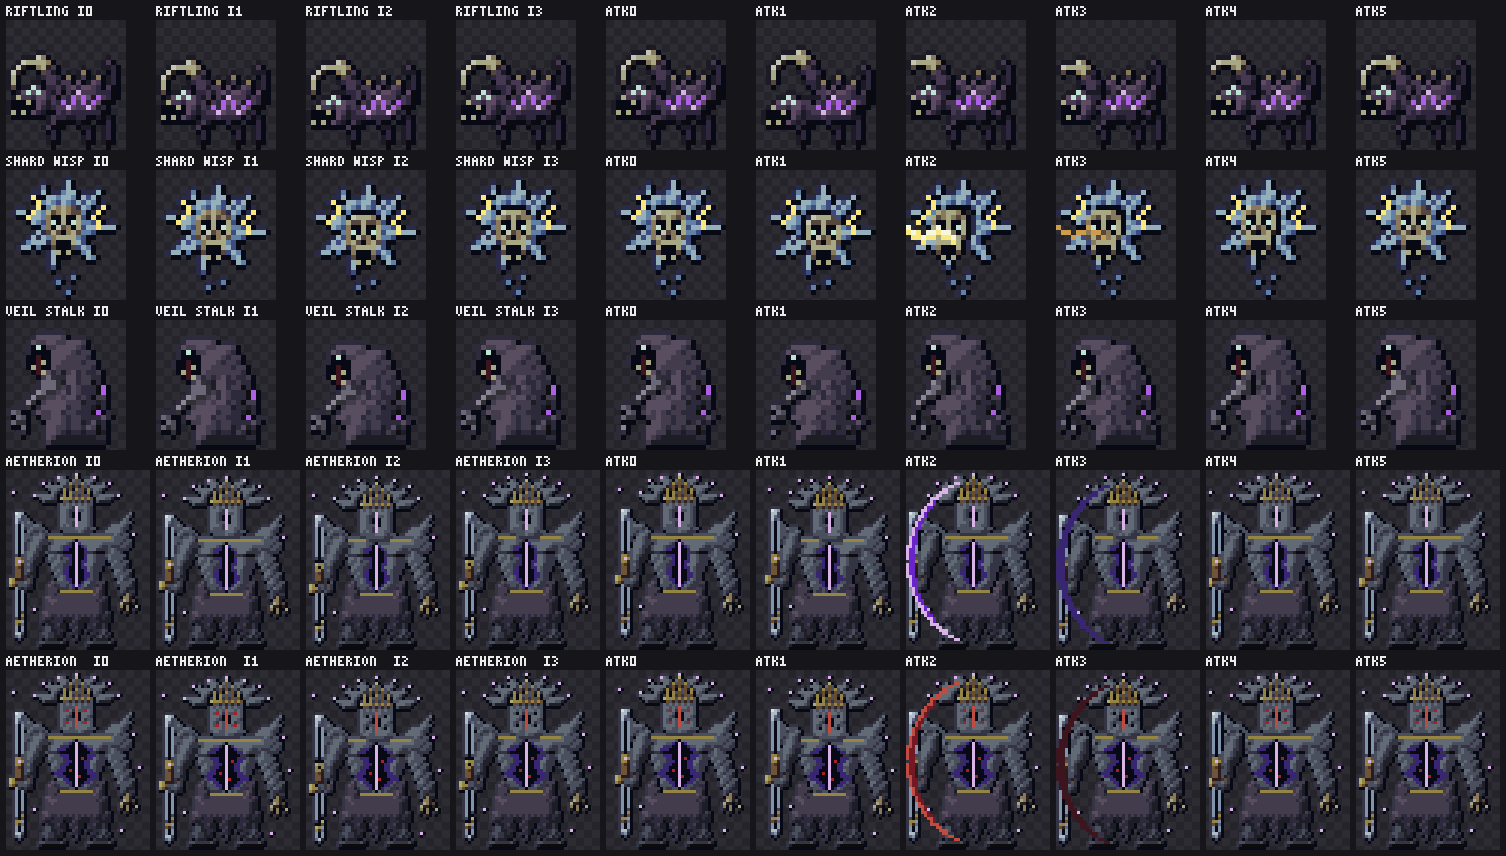 RIFTLING I0 RIFTLING I1 RIFTLING I2 RIFTLING I3 ATK0 ATK1 ATK2 ATK3 ATK4 ATK5
SHARD WISP I0 SHARD WISP I1 SHARD WISP I2 SHARD WISP I3 ATK0 ATK1 ATK2 ATK3 ATK4 ATK5
VEIL STALK I0 VEIL STALK I1 VEIL STALK I2 VEIL STALK I3 ATK0 ATK1 ATK2 ATK3 ATK4 ATK5
AETHERION I0 AETHERION I1 AETHERION I2 AETHERION I3 ATK0 ATK1 ATK2 ATK3 ATK4 ATK5
AETHERION I0 AETHERION I1 AETHERION I2 AETHERION I3 ATK0 ATK1 ATK2 ATK3 ATK4 ATK5